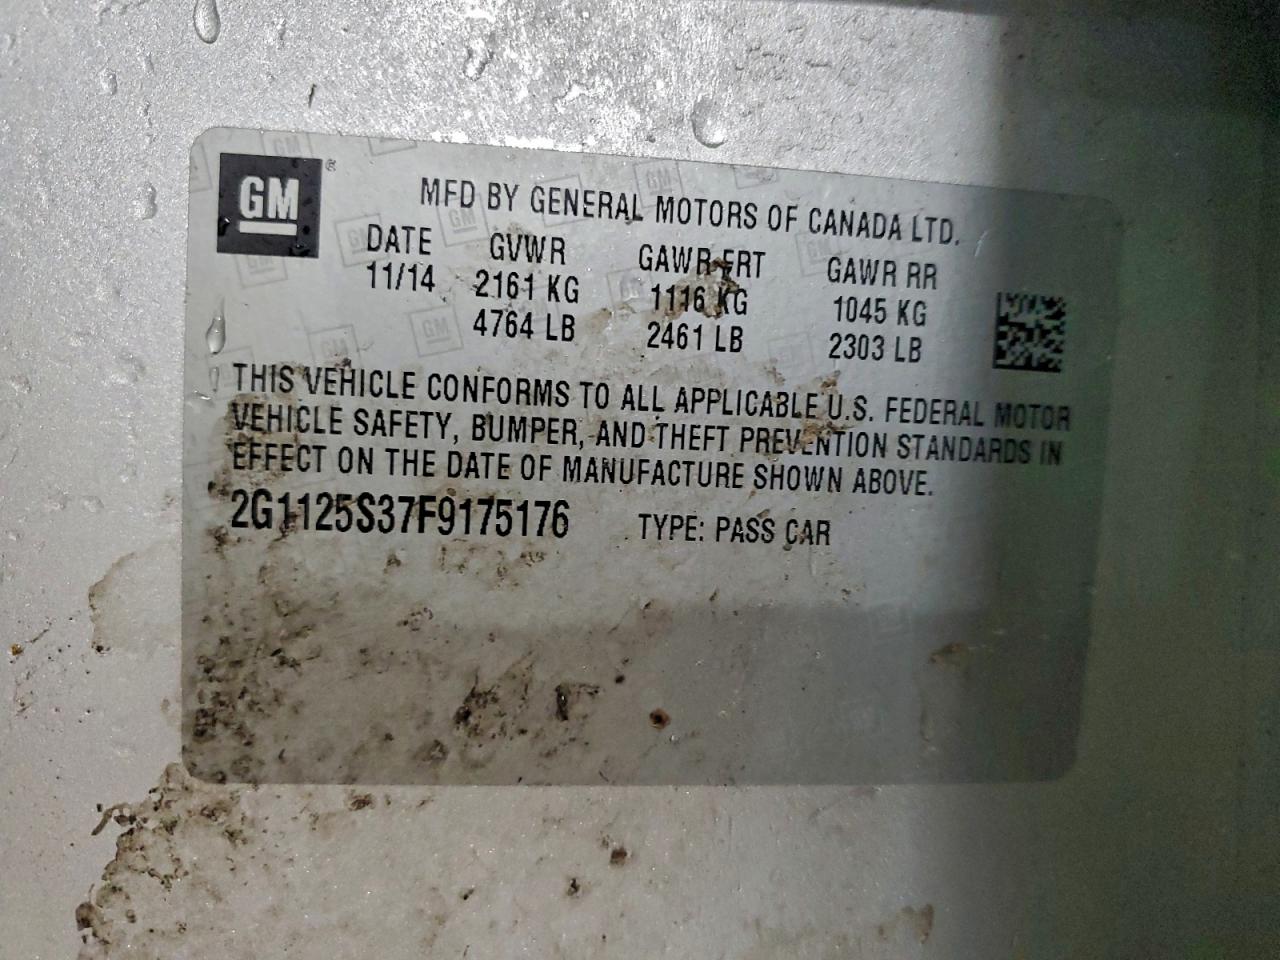 GM ®
MFD BY GENERAL MOTORS OF CANADA LTD.
DATE GVWR GAWR FRT GAWR RR
11/14 2161 KG 1116 KG 1045 KG
4764 LB 2461 LB 2303 LB
THIS VEHICLE CONFORMS TO ALL APPLICABLE U.S. FEDERAL MOTOR
VEHICLE SAFETY, BUMPER, AND THEFT PREVENTION STANDARDS IN
EFFECT ON THE DATE OF MANUFACTURE SHOWN ABOVE.
2G1125S37F9175176 TYPE: PASS CAR